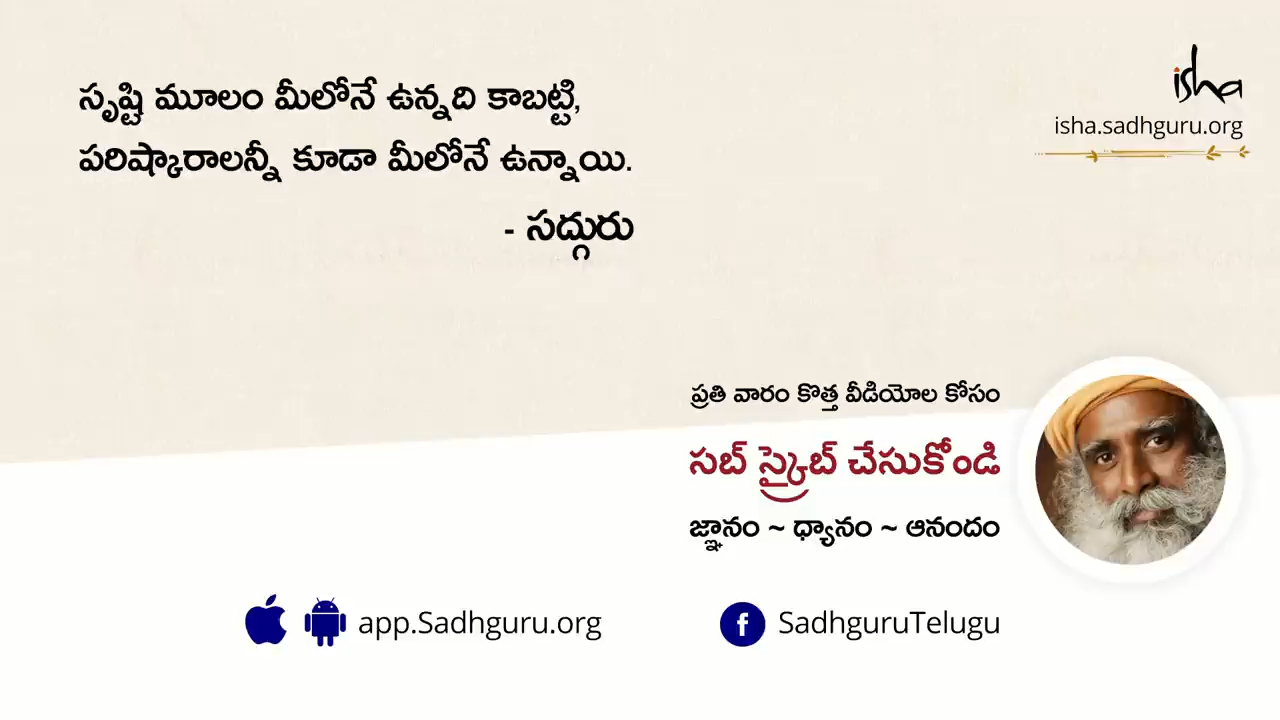 సృష్టి మూలం మీలోనే ఉన్నది కాబట్టి,
పరిష్కారాలన్నీ కూడా మీలోనే ఉన్నాయి.
- సద్గురు
isha
isha.sadhguru.org
ప్రతి వారం కొత్త వీడియోల కోసం
సబ్ స్క్రైబ్ చేసుకోండి
జ్ఞానం ~ ధ్యానం ~ ఆనందం
app.Sadhguru.org
f SadhguruTelugu